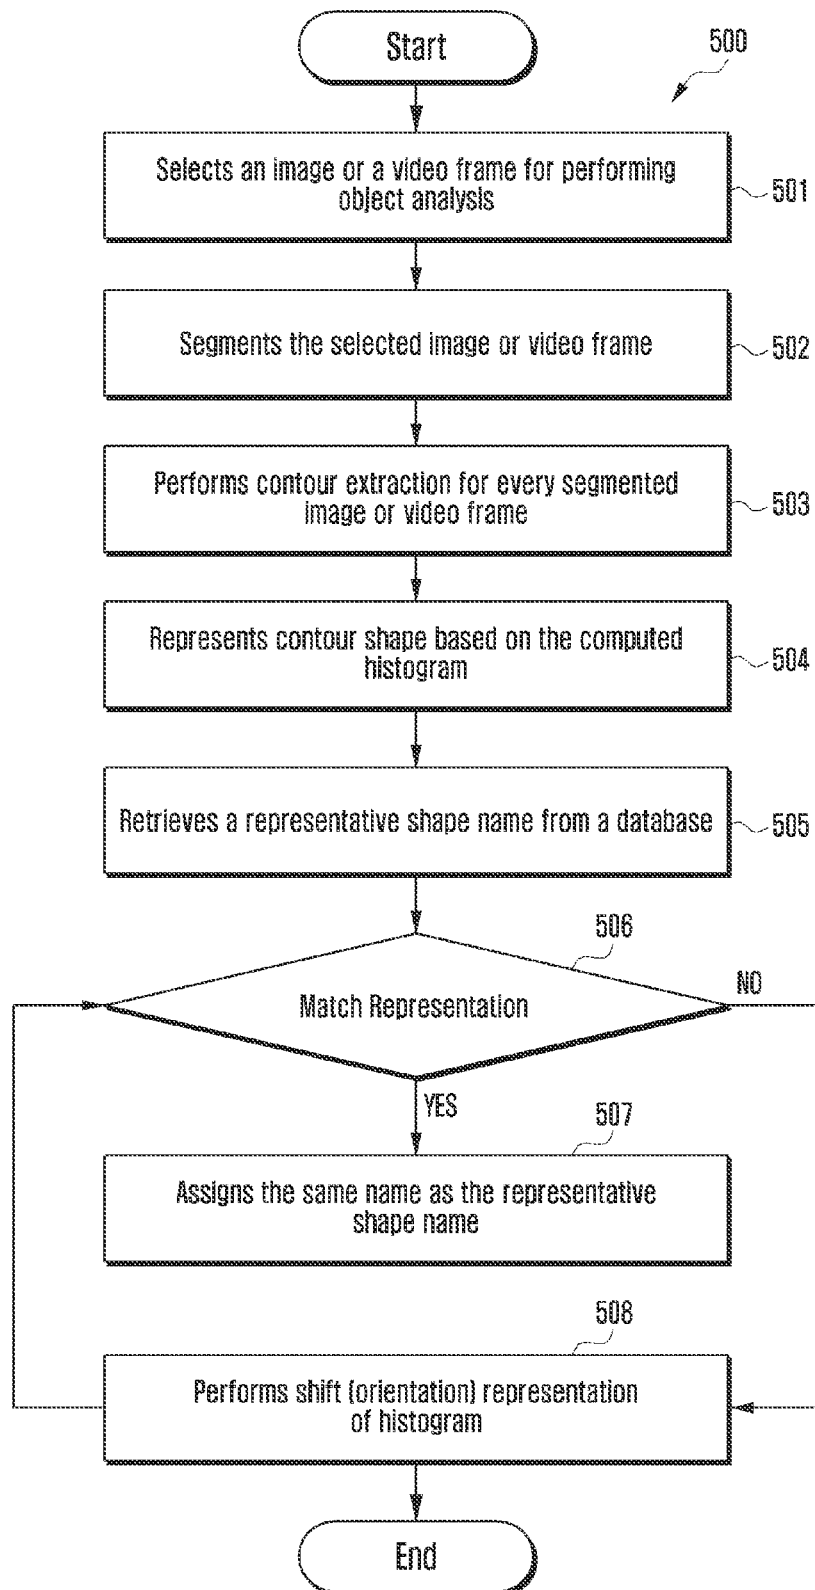 Start
500
Selects an image or a video frame for performing
object analysis
501
Segments the selected image or video frame
502
Performs contour extraction for every segmented
image or video frame
503
Represents contour shape based on the computed
histogram
504
Retrieves a representative shape name from a database
505
506
Match Representation
NO
YES
507
Assigns the same name as the representative
shape name
508
Performs shift (orientation) representation
of histogram
End